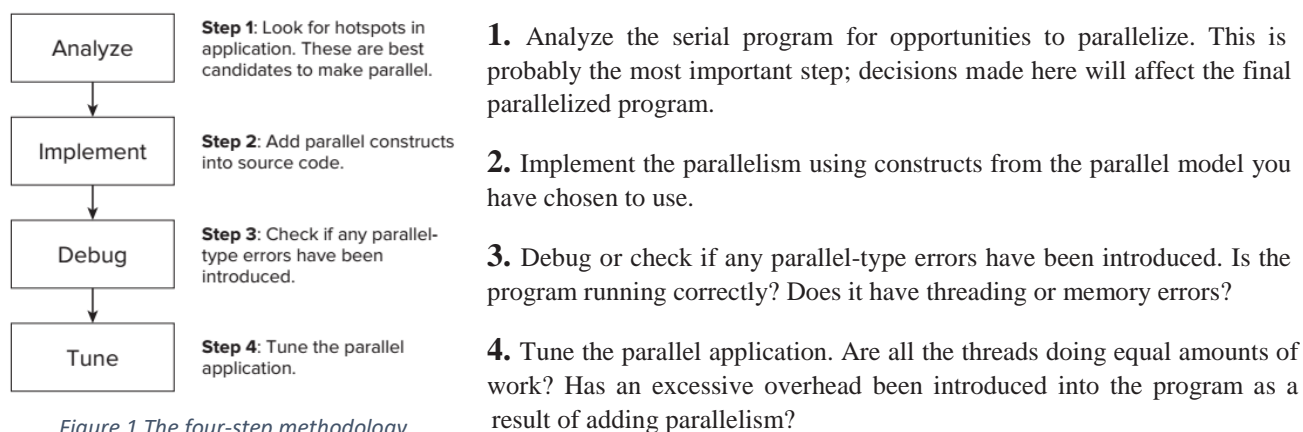 Analyze
Step 1: Look for hotspots in
application. These are best
candidates to make parallel.
Implement
Step 2: Add parallel constructs
into source code.
Debug
Step 3: Check if any parallel-
type errors have been
introduced.
Tune
Step 4: Tune the parallel
application.
Figure 1 The four-step methodology
1. Analyze the serial program for opportunities to parallelize. This is
probably the most important step; decisions made here will affect the final
parallelized program.
2. Implement the parallelism using constructs from the parallel model you
have chosen to use.
3. Debug or check if any parallel-type errors have been introduced. Is the
program running correctly? Does it have threading or memory errors?
4. Tune the parallel application. Are all the threads doing equal amounts of
work? Has an excessive overhead been introduced into the program as a
result of adding parallelism?